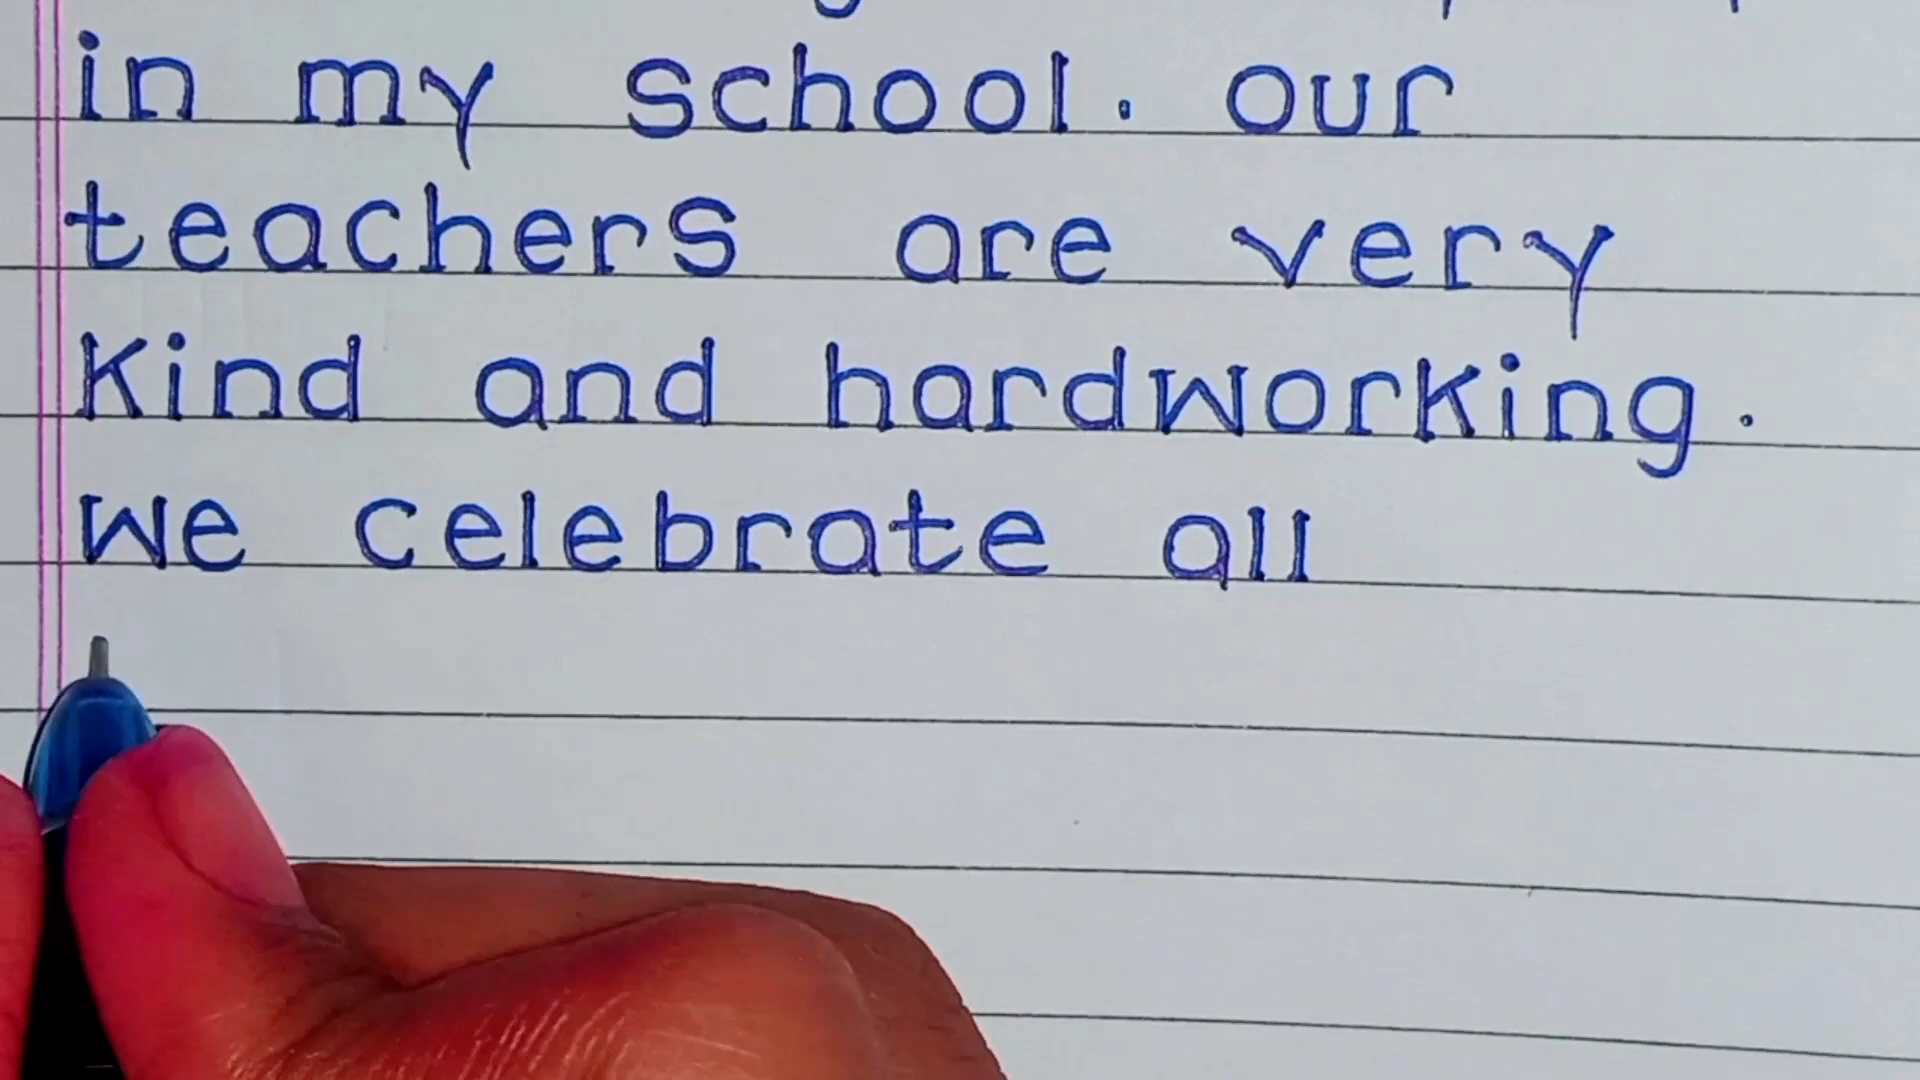 in my school. our
teachers are very
kind and hardworking.
we celebrate all